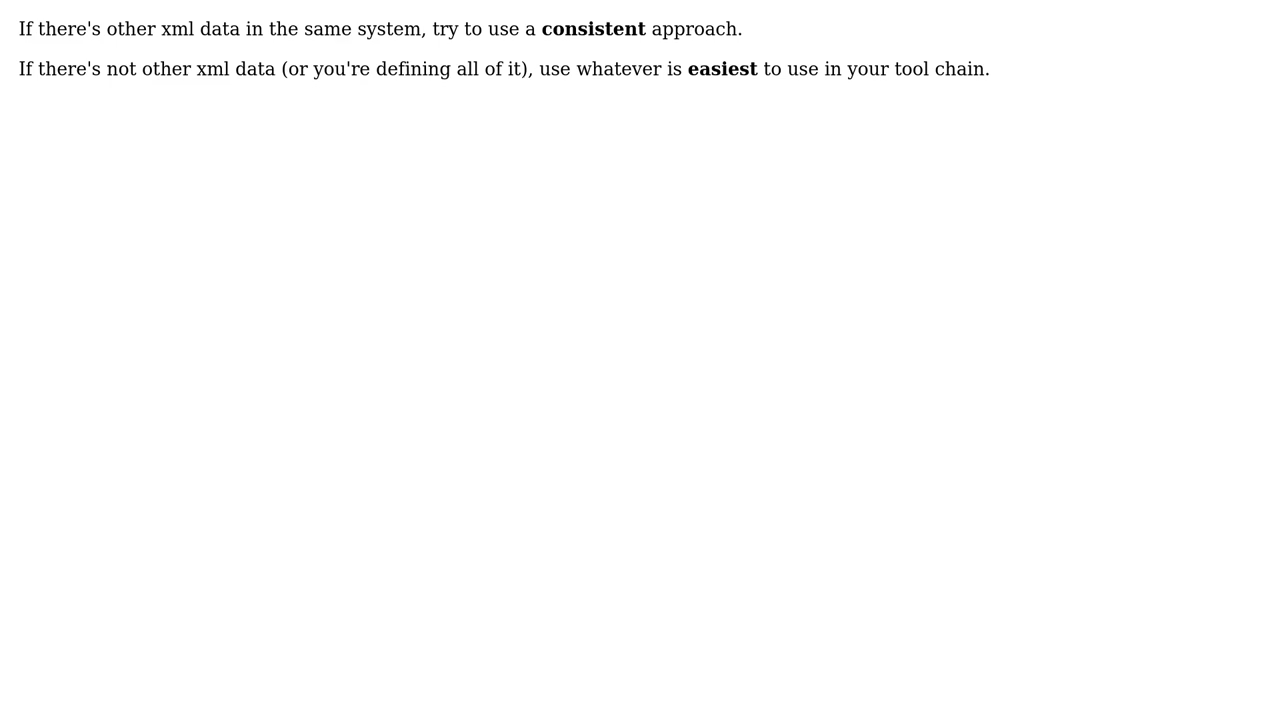 If there's other xml data in the same system, try to use a consistent approach.
If there's not other xml data (or you're defining all of it), use whatever is easiest to use in your tool chain.